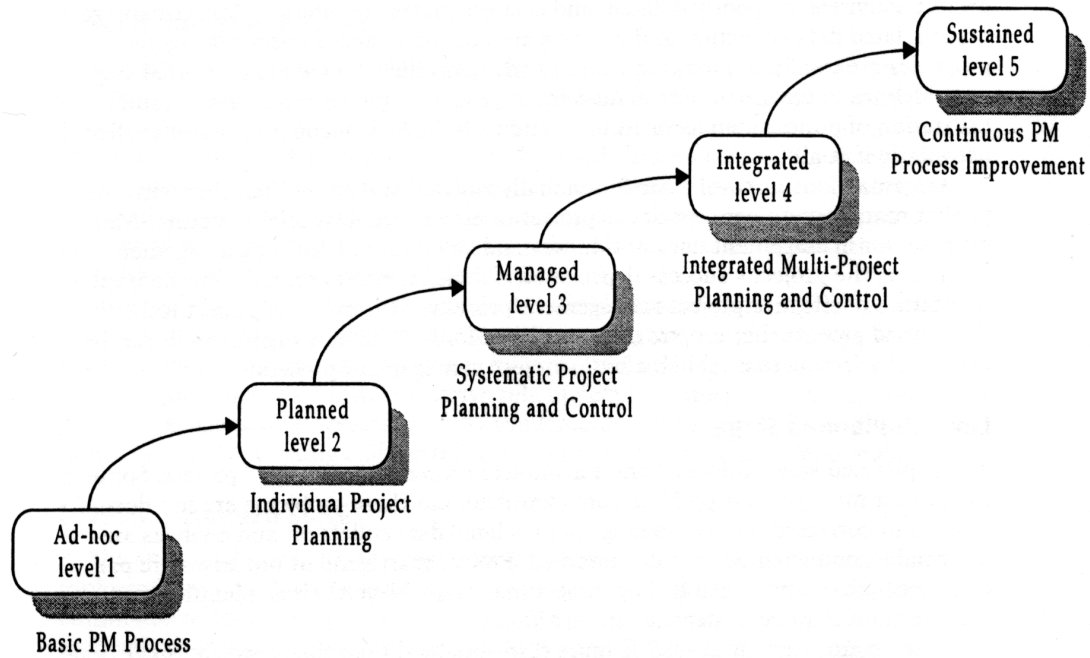 Sustained
level 5
Continuous PM
Process Improvement
Integrated
level 4
Integrated Multi-Project
Planning and Control
Managed
level 3
Systematic Project
Planning and Control
Planned
level 2
Individual Project
Planning
Ad-hoc
level 1
Basic PM Process